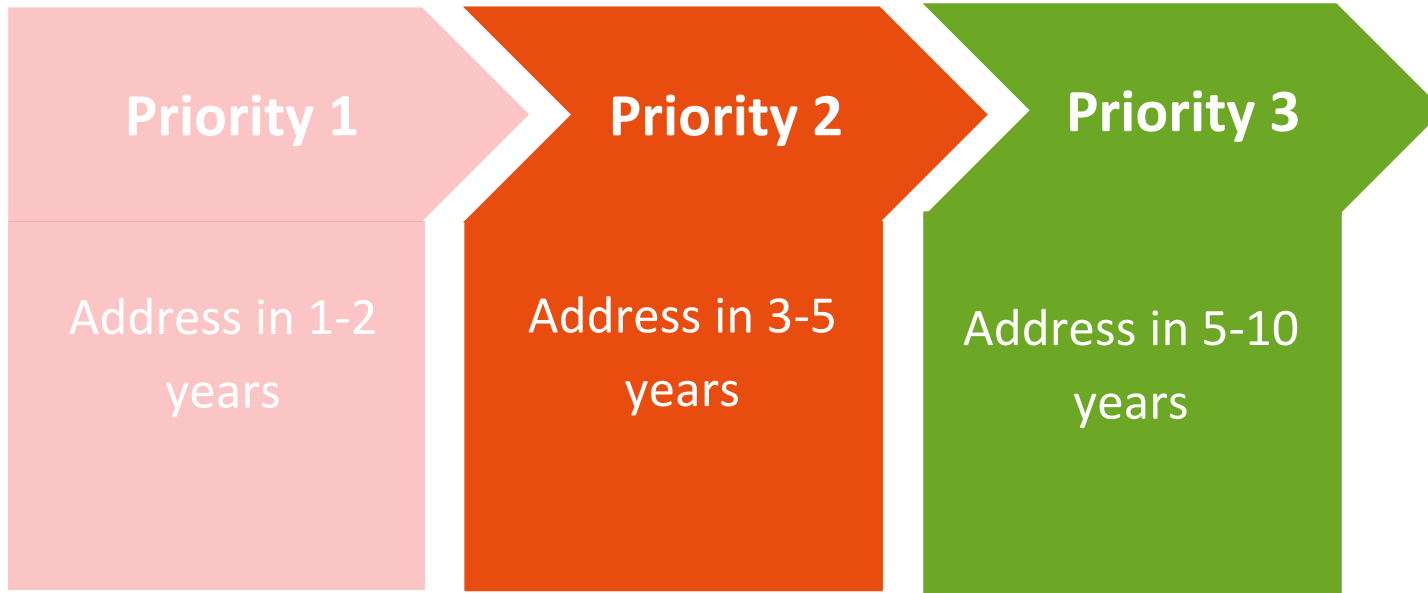 Priority 1
Address in 1-2
years
Priority 2
Address in 3-5
years
Priority 3
Address in 5-10
years